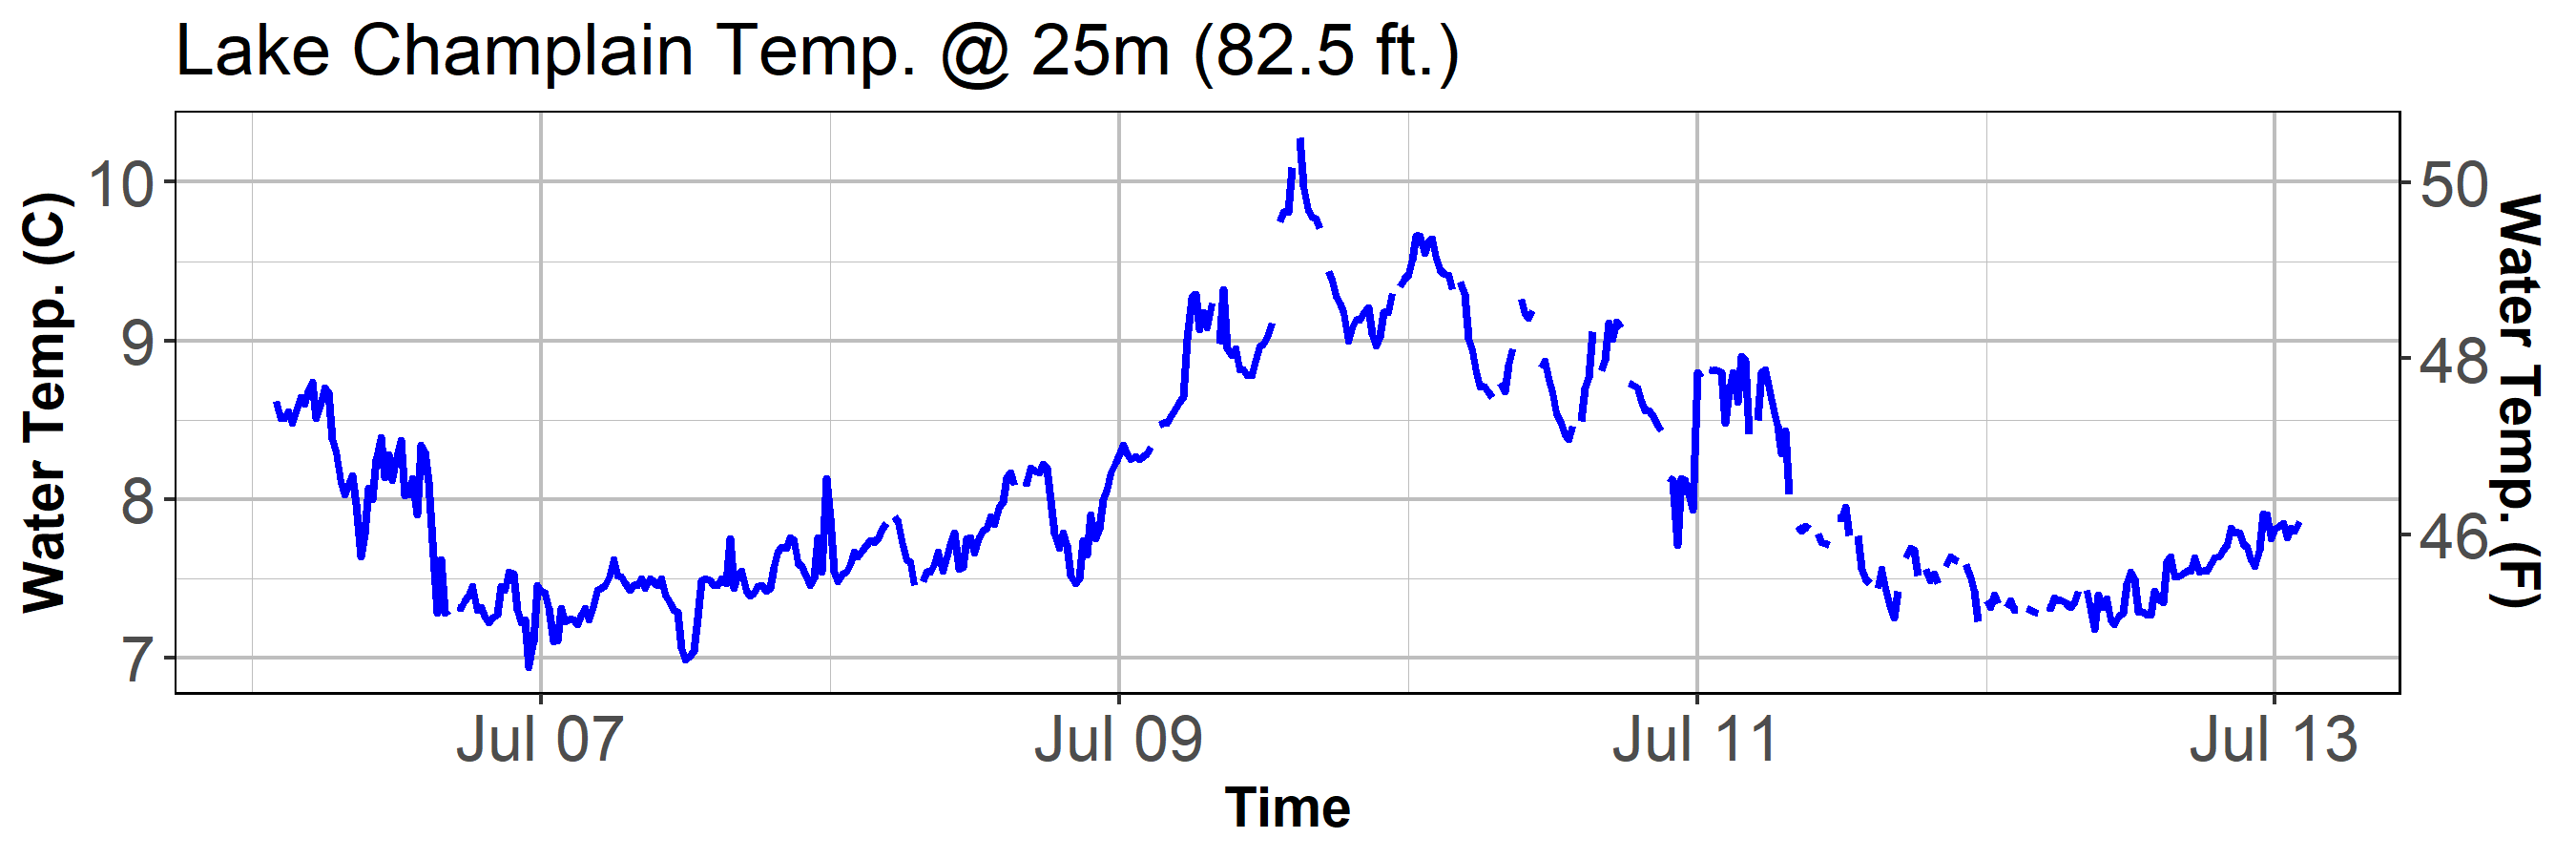 Lake Champlain Temp. @ 25m (82.5 ft.)
Water Temp. (C)
10
9
8
7
50
48
46
Water Temp. (F)
Jul 07
Jul 09
Jul 11
Jul 13
Time